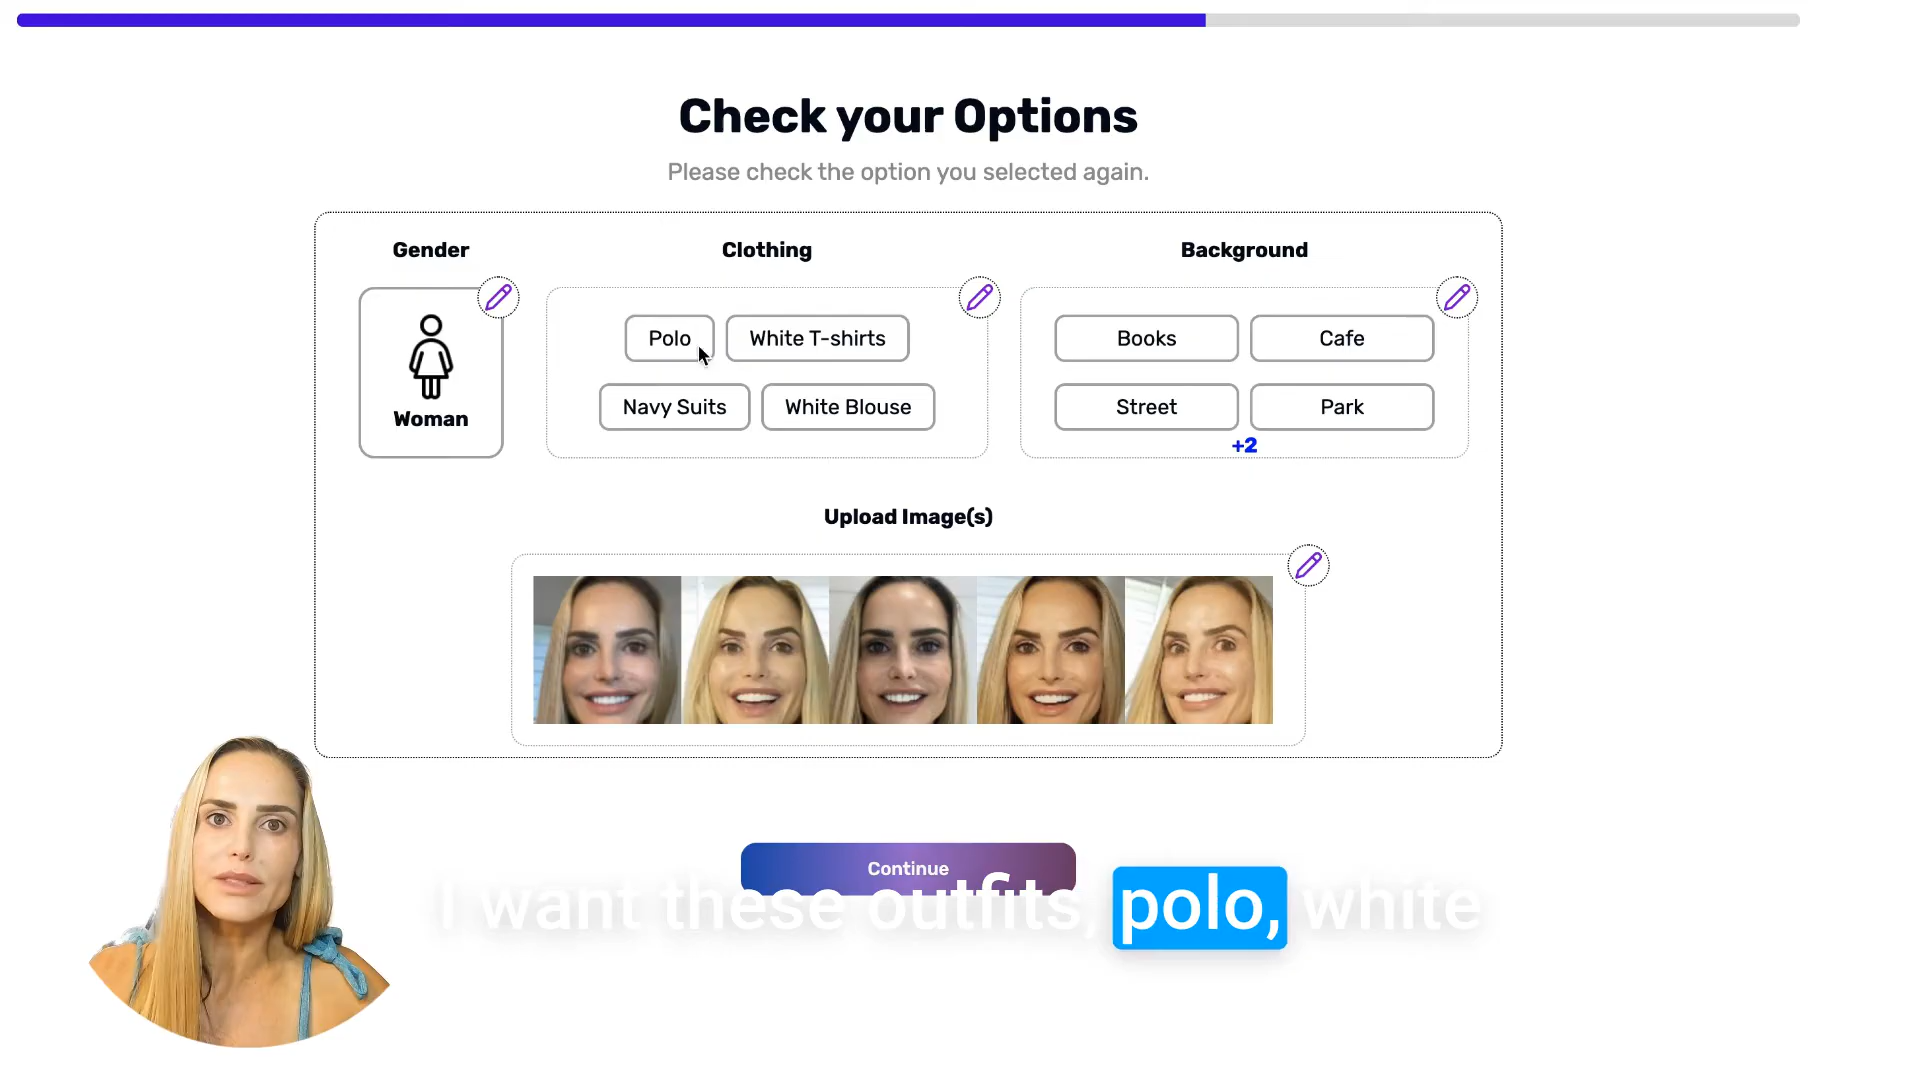 Check your Options
Please check the option you selected again.
Gender
Clothing
Background
Woman
Polo
White T-shirts
Navy Suits
White Blouse
Books
Cafe
Street
Park
+2
Upload Image(s)
Continue
I want these outfits, polo, white